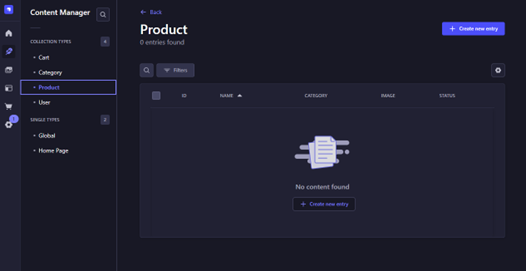 Content Manager
COLLECTION TYPES
4
Cart
Category
Product
User
SINGLE TYPES
2
Global
Home Page
1
Back
Product
0 entries found
Create new entry
Filters
ID NAME CATEGORY IMAGE STATUS
No content found
Create new entry